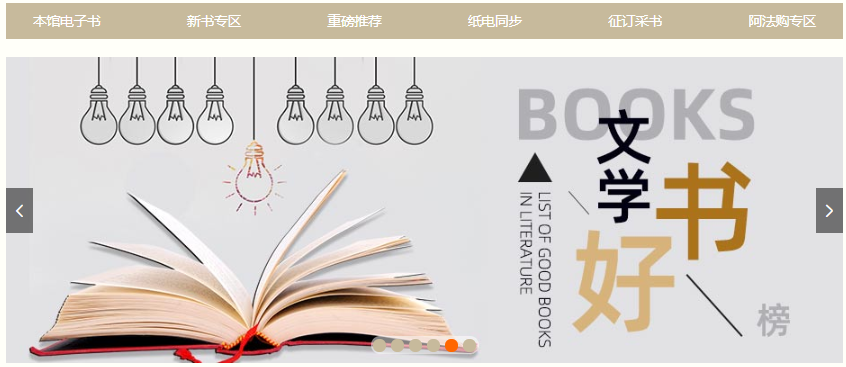 本馆电子书 新书专区 重磅推荐 纸电同步 征订采书 阿法购专区
BOOKS
文学
好书
榜
LIST OF GOOD BOOKS
IN LITERATURE